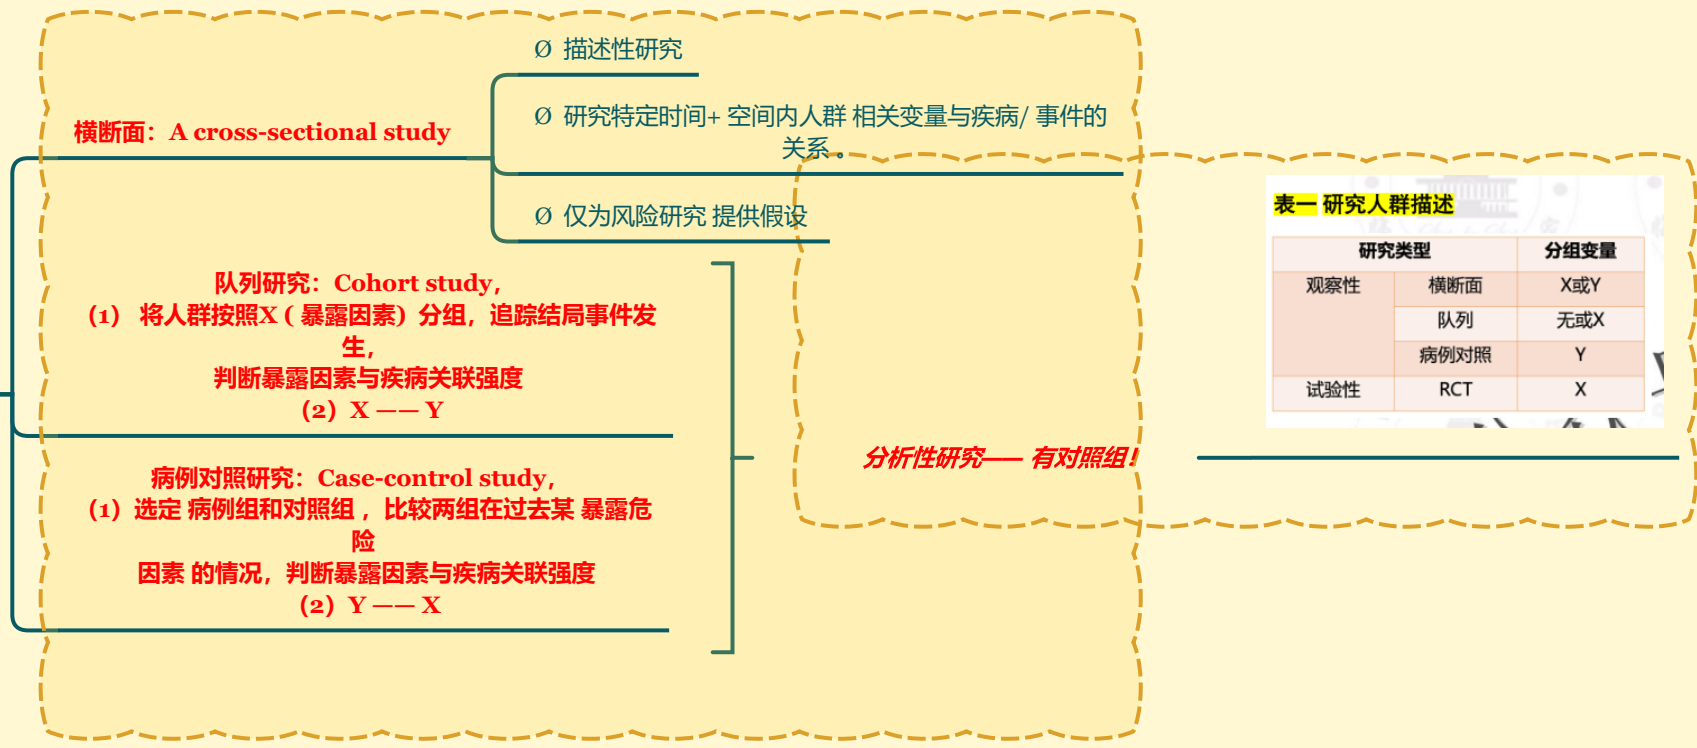 横断面：A cross-sectional study
Ø 描述性研究
Ø 研究特定时间+ 空间内人群 相关变量与疾病/ 事件的
关系 。
Ø 仅为风险研究 提供假设
队列研究：Cohort study，
（1） 将人群按照X ( 暴露因素）分组，追踪结局事件发
生，
判断暴露因素与疾病关联强度
（2）X —— Y
病例对照研究：Case-control study，
（1）选定 病例组和对照组 ，比较两组在过去某 暴露危
险
因素 的情况，判断暴露因素与疾病关联强度
（2）Y —— X
分析性研究—— 有对照组！
表一 研究人群描述
研究类型 分组变量
观察性 横断面 X或Y
队列 无或X
病例对照 Y
试验性 RCT X